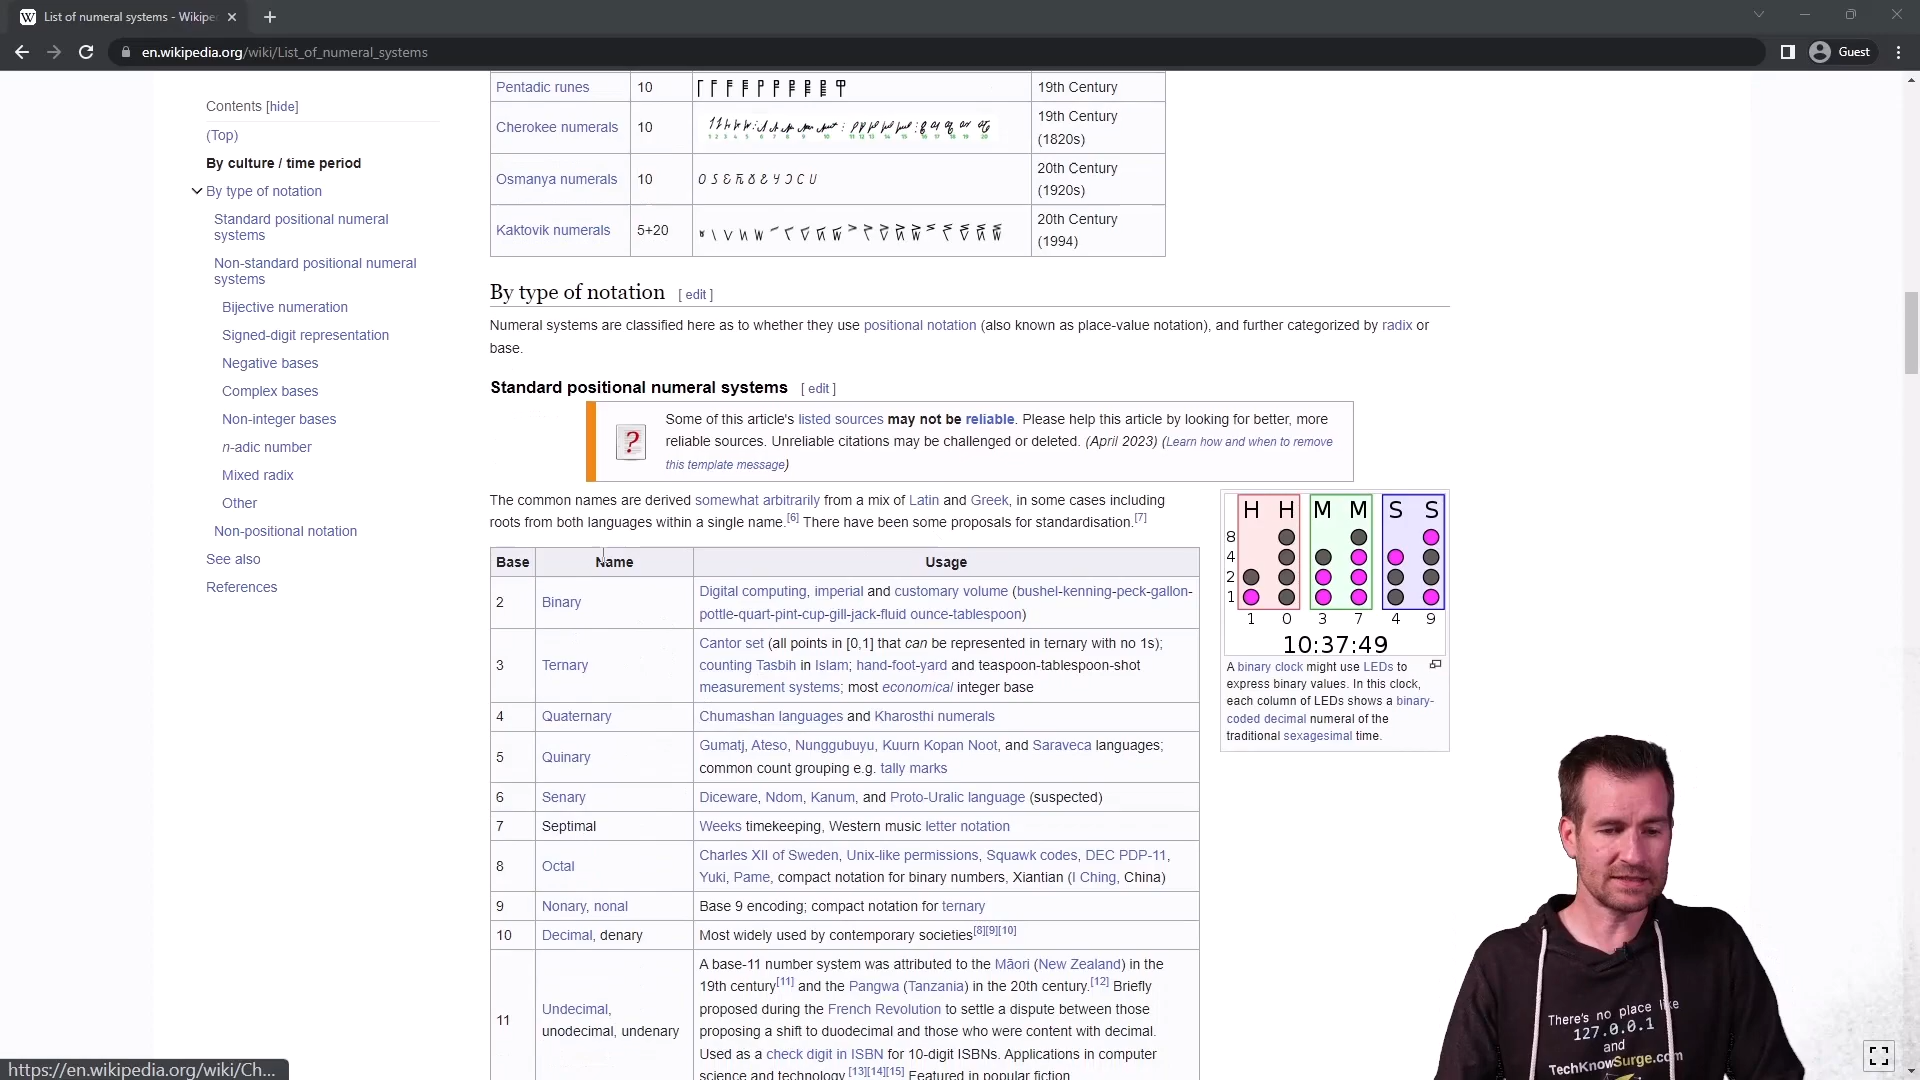 List of numeral systems - Wikipe
en.wikipedia.org/wiki/List_of_numeral_systems
Guest
Contents [hide]
(Top)
By culture / time period
By type of notation
Standard positional numeral
systems
Non-standard positional numeral
systems
Bijective numeration
Signed-digit representation
Negative bases
Complex bases
Non-integer bases
n-adic number
Mixed radix
Other
Non-positional notation
See also
References
Pentadic runes 10 19th Century
Cherokee numerals 10 19th Century
(1820s)
Osmanya numerals 10 20th Century
(1920s)
Kaktovik numerals 5+20 20th Century
(1994)
By type of notation [ edit ]
Numeral systems are classified here as to whether they use positional notation (also known as place-value notation), and further categorized by radix or
base.
Standard positional numeral systems [ edit ]
?
Some of this article's listed sources may not be reliable. Please help this article by looking for better, more
reliable sources. Unreliable citations may be challenged or deleted. (April 2023) (Learn how and when to remove
this template message)
The common names are derived somewhat arbitrarily from a mix of Latin and Greek, in some cases including
roots from both languages within a single name.[6] There have been some proposals for standardisation.[7]
Base Name Usage
2 Binary Digital computing, imperial and customary volume (bushel-kenning-peck-gallon-
pottle-quart-pint-cup-gill-jack-fluid ounce-tablespoon)
3 Ternary Cantor set (all points in [0,1] that can be represented in ternary with no 1s);
counting Tasbih in Islam; hand-foot-yard and teaspoon-tablespoon-shot
measurement systems; most economical integer base
4 Quaternary Chumashan languages and Kharosthi numerals
5 Quinary Gumatj, Ateso, Nunggubuyu, Kuurn Kopan Noot, and Saraveca languages;
common count grouping e.g. tally marks
6 Senary Diceware, Ndom, Kanum, and Proto-Uralic language (suspected)
7 Septimal Weeks timekeeping, Western music letter notation
8 Octal Charles XII of Sweden, Unix-like permissions, Squawk codes, DEC PDP-11,
Yuki, Pame, compact notation for binary numbers, Xiantian (I Ching, China)
9 Nonary, nonal Base 9 encoding; compact notation for ternary
10 Decimal, denary Most widely used by contemporary societies[8][9][10]
11 Undecimal,
unodecimal, undenary
A base-11 number system was attributed to the Māori (New Zealand) in the
19th century[11] and the Pangwa (Tanzania) in the 20th century.[12] Briefly
proposed during the French Revolution to settle a dispute between those
proposing a shift to duodecimal and those who were content with decimal.
Used as a check digit in ISBN for 10-digit ISBNs. Applications in computer
science and technology.[13][14][15] Featured in popular fiction.
H H M M S S
8
4
2
1
1 0 3 7 4 9
10:37:49
A binary clock might use LEDs to
express binary values. In this clock,
each column of LEDs shows a binary-
coded decimal numeral of the
traditional sexagesimal time.
There's no place like
127.0.0.1
and
TechKnowSurge.com
https://en.wikipedia.org/wiki/Ch...